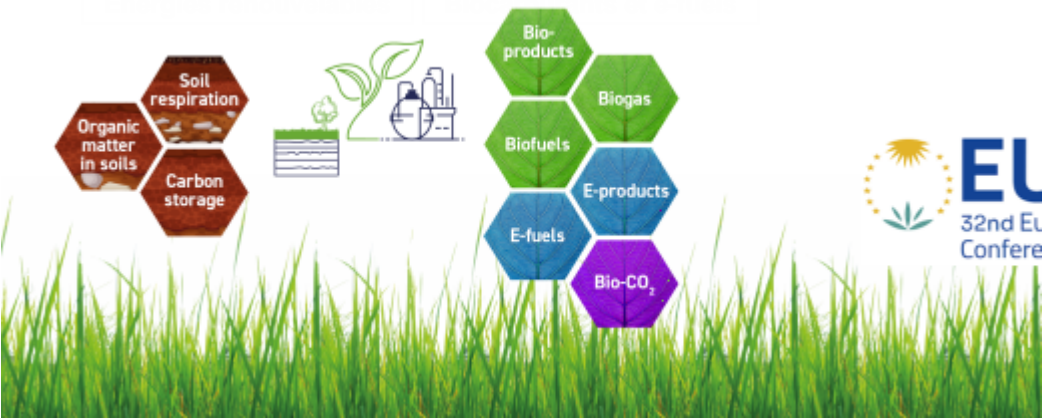 Soil
respiration
Organic
matter
in soils
Carbon
storage
Bio-
products
Biogas
Biofuels
E-products
E-fuels
Bio-CO₂
EU
32nd Eu
Confere